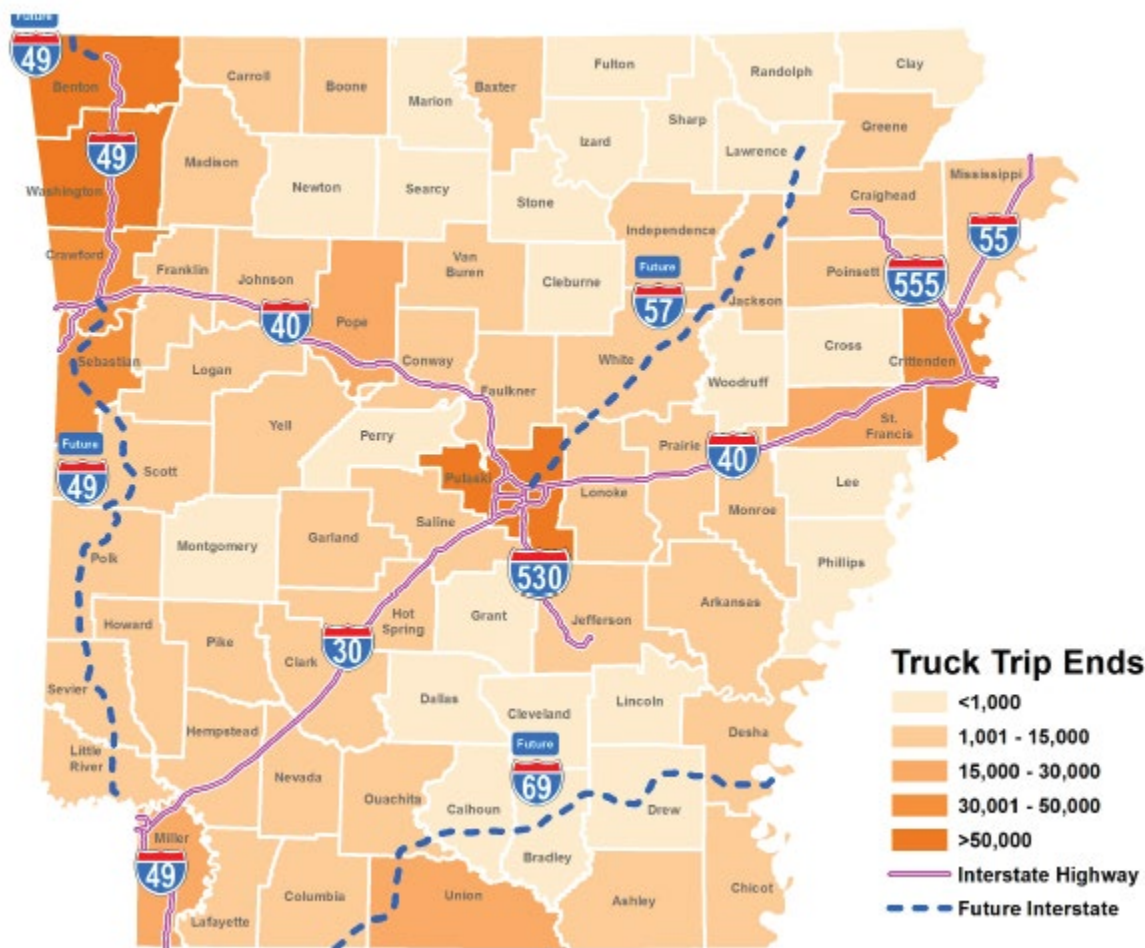 Future
49
Benton
Carroll
Boone
Marion
Baxter
Fulton
Randolph
Clay
Sharp
Izard
Greene
49
Madison
Lawrence
Washington
Newton
Searcy
Stone
Mississippi
Craighead
Independence
55
Crawford
Franklin
Johnson
Van
Buren
Cleburne
Future
57
Poinsett
555
Jackson
40
Pope
Cross
Crittenden
Sebastian
Conway
White
Logan
Faulkner
Woodruff
Yell
Perry
St.
Francis
Future
49
Scott
Pulaski
Prairie
40
Lonoke
Lee
Saline
Monroe
Garland
Montgomery
Polk
Phillips
530
Arkansas
Hot
Spring
Grant
Jefferson
Howard
Pike
30
Clark
Sevier
Dallas
Lincoln
Cleveland
Hempstead
Desha
Little
River
Future
69
Nevada
Ouachita
Calhoun
Drew
Miller
Bradley
49
Union
Chicot
Columbia
Ashley
Lafayette
Truck Trip Ends
<1,000
1,001 - 15,000
15,000 - 30,000
30,001 - 50,000
>50,000
Interstate Highway
Future Interstate